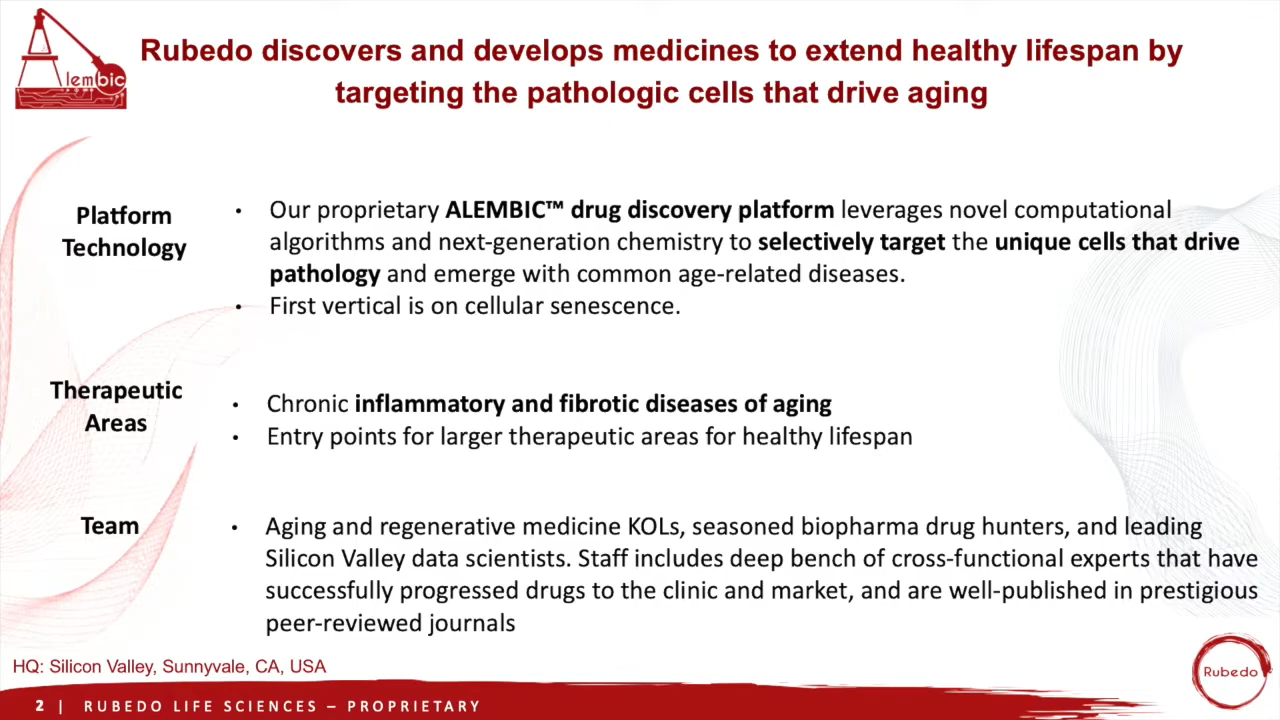 Rubedo discovers and develops medicines to extend healthy lifespan by
targeting the pathologic cells that drive aging
lembic
Platform
Technology
• Our proprietary ALEMBIC™ drug discovery platform leverages novel computational
algorithms and next-generation chemistry to selectively target the unique cells that drive
pathology and emerge with common age-related diseases.
• First vertical is on cellular senescence.
Therapeutic
Areas
• Chronic inflammatory and fibrotic diseases of aging
• Entry points for larger therapeutic areas for healthy lifespan
Team
• Aging and regenerative medicine KOLs, seasoned biopharma drug hunters, and leading
Silicon Valley data scientists. Staff includes deep bench of cross-functional experts that have
successfully progressed drugs to the clinic and market, and are well-published in prestigious
peer-reviewed journals
HQ: Silicon Valley, Sunnyvale, CA, USA
Rubedo
2 | RUBEDO LIFE SCIENCES – PROPRIETARY